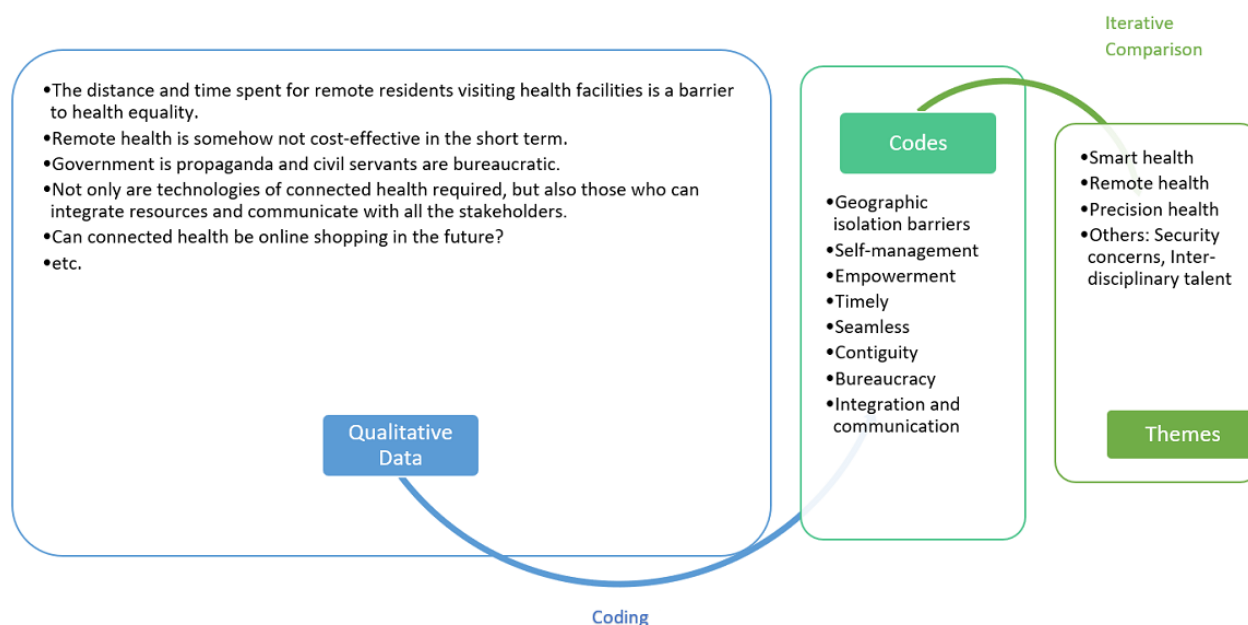 •The distance and time spent for remote residents visiting health facilities is a barrier
to health equality.
•Remote health is somehow not cost-effective in the short term.
•Government is propaganda and civil servants are bureaucratic.
•Not only are technologies of connected health required, but also those who can
integrate resources and communicate with all the stakeholders.
•Can connected health be online shopping in the future?
•etc.
Qualitative
Data
Coding
Codes
•Geographic
isolation barriers
•Self-management
•Empowerment
•Timely
•Seamless
•Contiguity
•Bureaucracy
•Integration and
communication
Iterative
Comparison
•Smart health
•Remote health
•Precision health
•Others: Security
concerns, Inter-
disciplinary talent
Themes